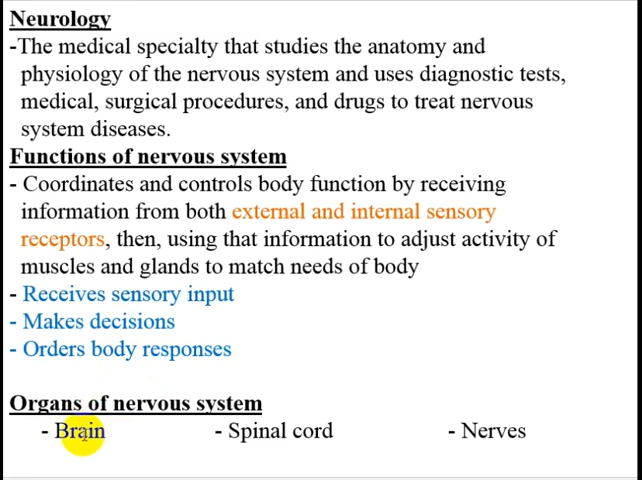 Neurology
-The medical specialty that studies the anatomy and
physiology of the nervous system and uses diagnostic tests,
medical, surgical procedures, and drugs to treat nervous
system diseases.
Functions of nervous system
- Coordinates and controls body function by receiving
information from both external and internal sensory
receptors, then, using that information to adjust activity of
muscles and glands to match needs of body
- Receives sensory input
- Makes decisions
- Orders body responses
Organs of nervous system
- Brain - Spinal cord - Nerves